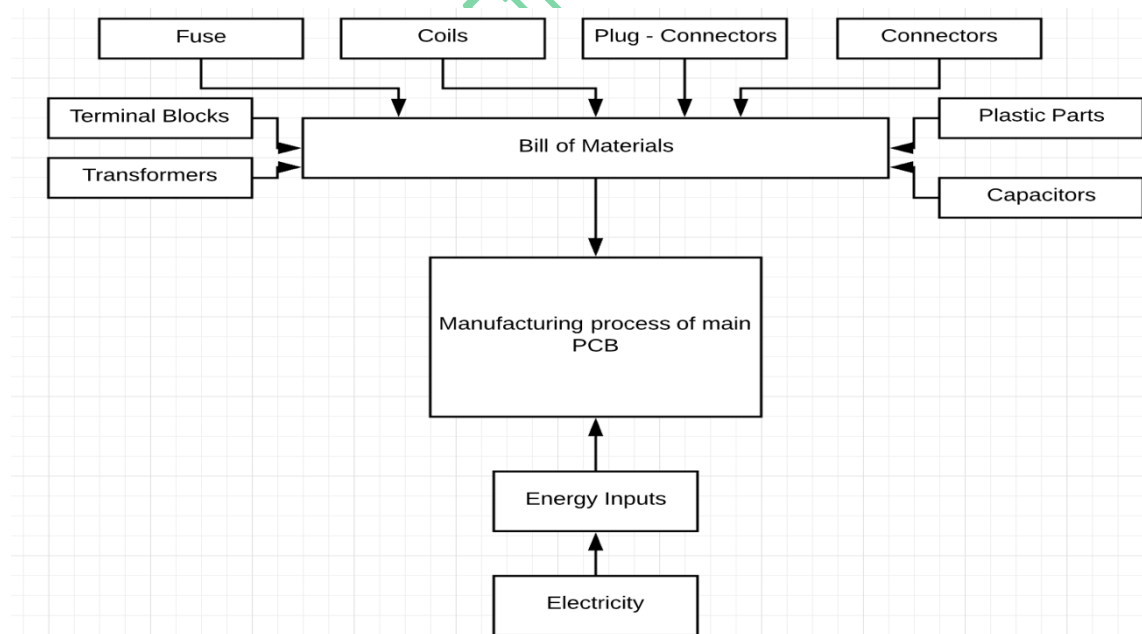 Fuse
Coils
Plug - Connectors
Connectors
Terminal Blocks
Plastic Parts
Bill of Materials
Transformers
Capacitors
Manufacturing process of main
PCB
Energy Inputs
Electricity